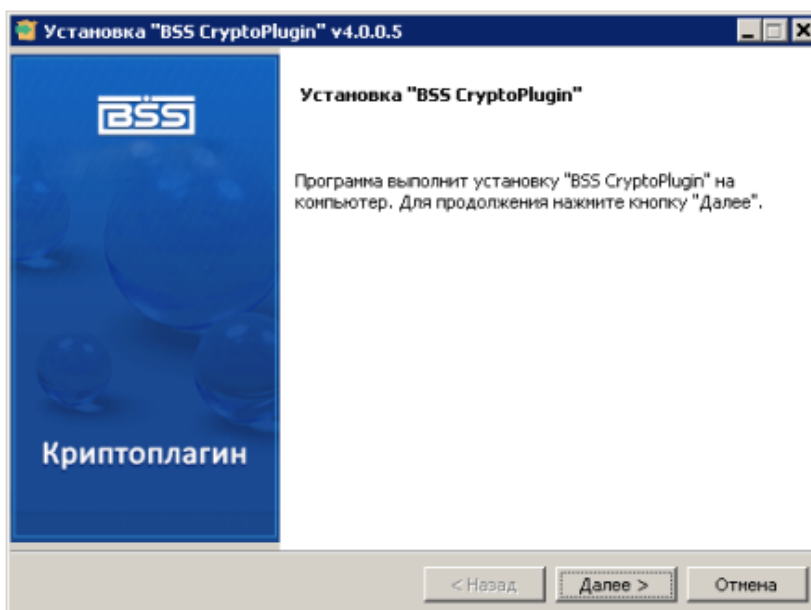 Установка "BSS CryptoPlugin" v4.0.0.5
BSS
Установка "BSS CryptoPlugin"
Программа выполнит установку "BSS CryptoPlugin" на
компьютер. Для продолжения нажмите кнопку "Далее".
Криптоплагин
< Назад
Далее >
Отмена